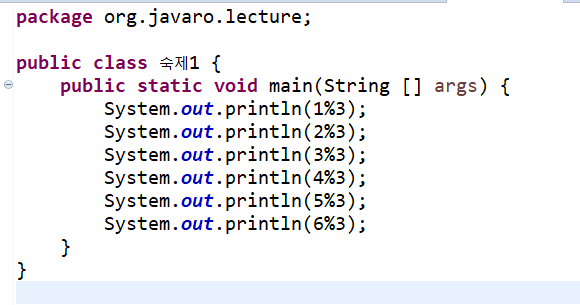 package org.javaro.lecture;
public class 숙제1 {
public static void main(String [] args) {
System.out.println(1%3);
System.out.println(2%3);
System.out.println(3%3);
System.out.println(4%3);
System.out.println(5%3);
System.out.println(6%3);
}
}